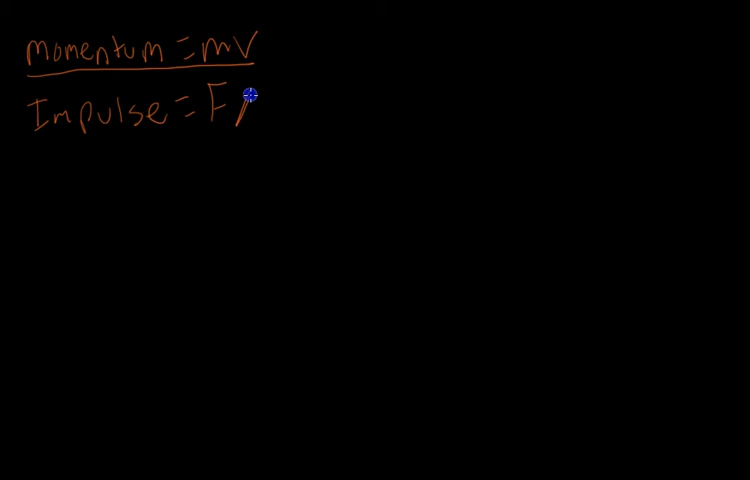 momentum = mv
Impulse = F